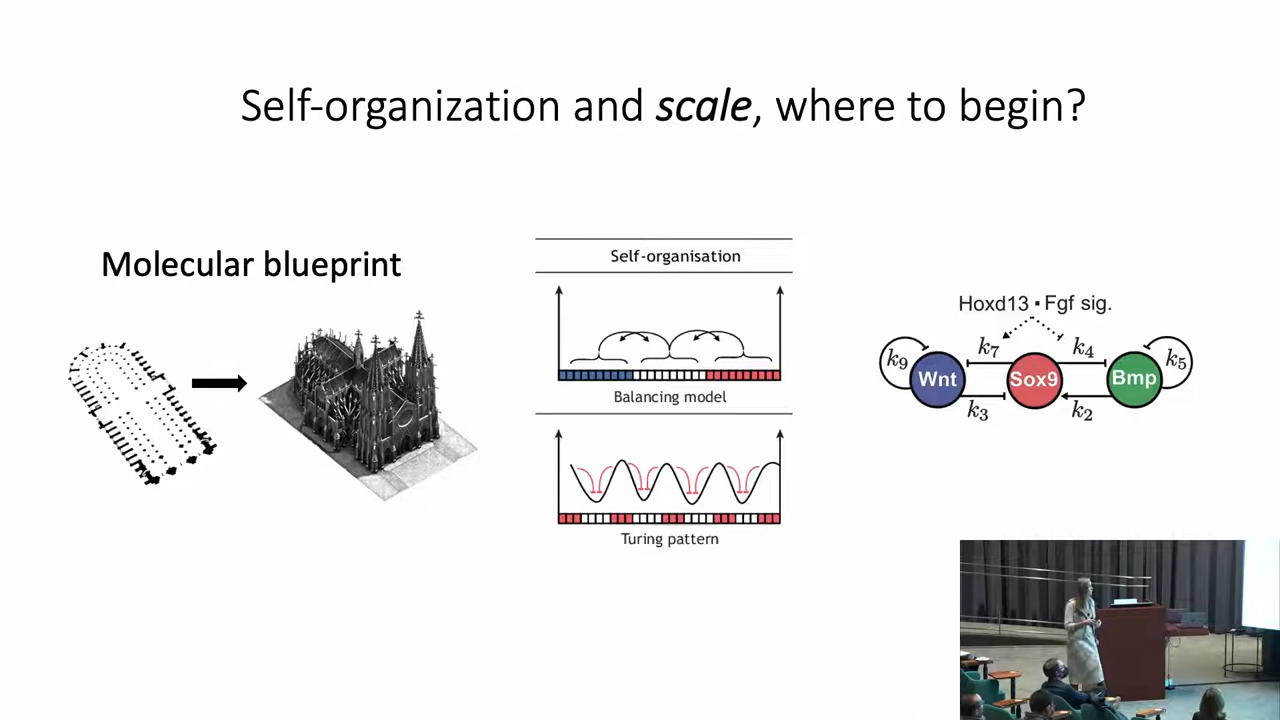 Self-organization and scale, where to begin?
Molecular blueprint
Self-organisation
Balancing model
Turing pattern
Hoxd13 ▪ Fgf sig.
k7
k4
k9
Wnt
Sox9
Bmp
k5
k3
k2